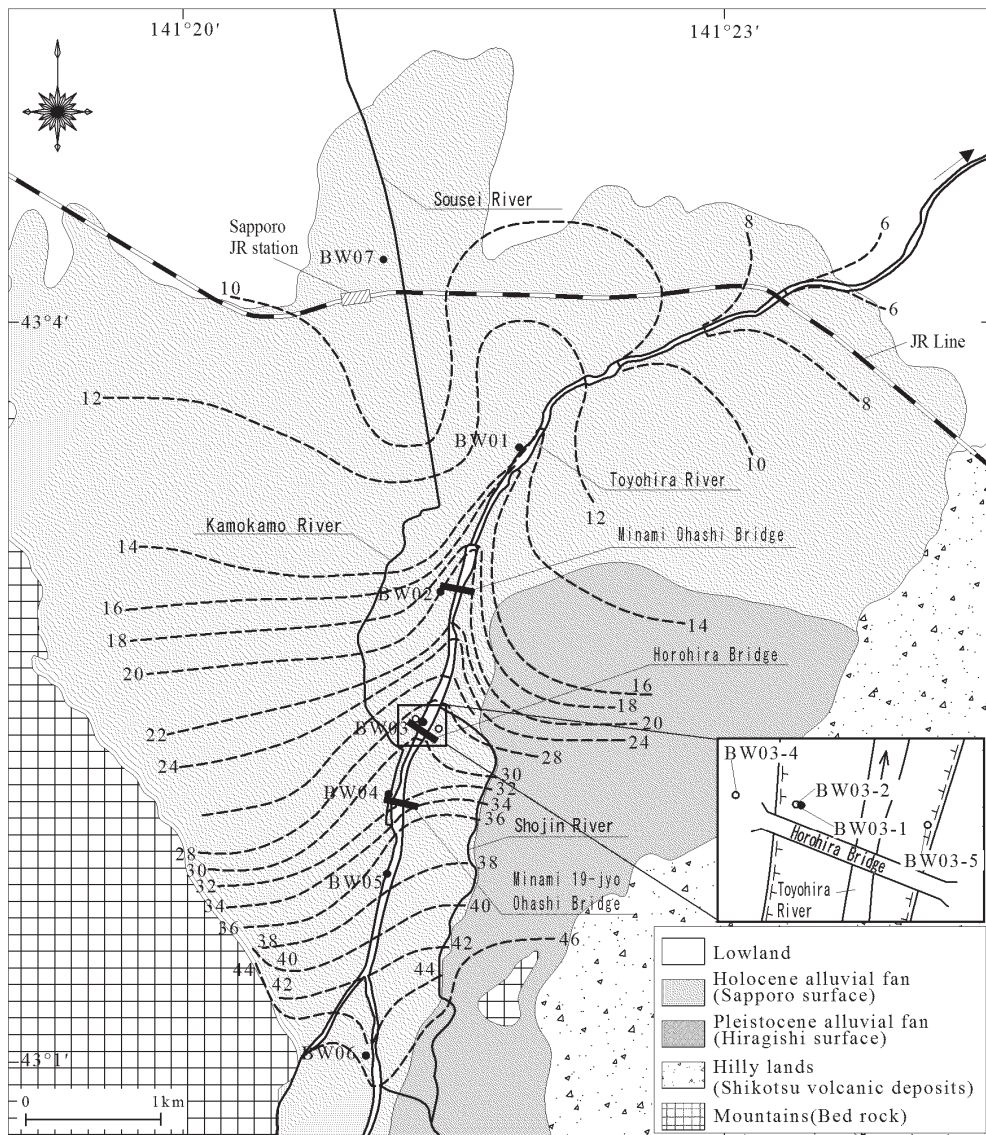 141°20′
141°23′
Sousei River
Sapporo
JR station
BW07
8
6
10
43°4′
6
JR Line
12
8
BW01
10
Toyohira River
12
Kamokamo River
Minami Ohashi Bridge
14
BW02
16
14
18
Horohira Bridge
20
16
18
BW03
20
22
24
24
28
BW03-4
30
32
BW03-2
BW04
34
BW03-1
36
Shojin River
Horohira Bridge
28
BW03-5
30
38
32
BW05
Minami 19-jyo
Ohashi Bridge
Toyohira
River
34
40
36
38
42
46
40
44
44
42
Lowland
Holocene alluvial fan
(Sapporo surface)
Pleistocene alluvial fan
(Hiragishi surface)
43°1′
BW06
Hilly lands
(Shikotsu volcanic deposits)
0
1km
Mountains(Bed rock)